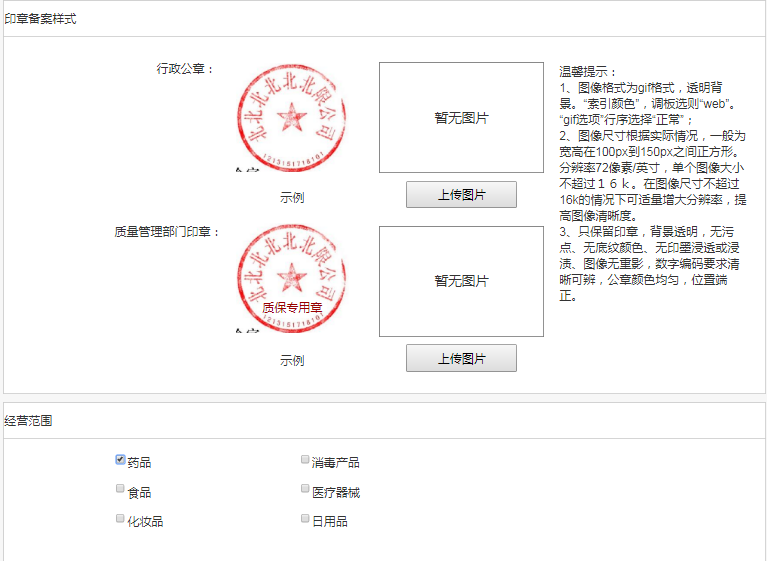 印章备案样式
行政公章：
北北北北北北限公司
1213151718107
示例
暂无图片
上传图片
质量管理部门印章：
北北北北北北限公司
质保专用章
1213151718107
示例
暂无图片
上传图片
温馨提示：
1、图像格式为gif格式，透明背
景。“索引颜色”，调板选则“web”。
“gif选项”行序选择“正常”；
2、图像尺寸根据实际情况，一般为
宽高在100px到150px之间正方形。
分辨率72像素/英寸，单个图像大小
不超过１６ｋ。在图像尺寸不超过
16k的情况下可适量增大分辨率，提
高图像清晰度。
3、只保留印章，背景透明，无污
点、无底纹颜色、无印墨浸透或浸
渍、图像无重影，数字编码要求清
晰可辨，公章颜色均匀，位置端
正。
经营范围
药品
消毒产品
食品
医疗器械
化妆品
日用品